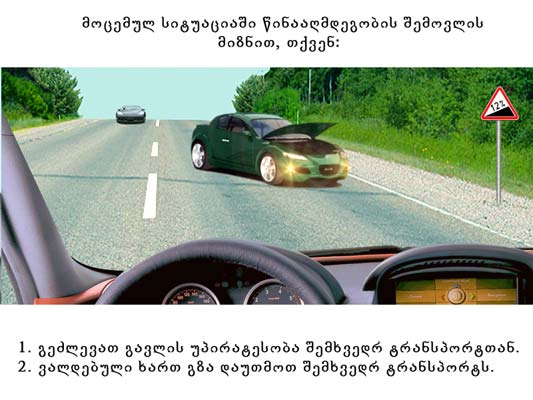 მოცემულ სიტუაციაში წინააღმდეგობის შემოვლის
მიზნით, თქვენ:
12%
1. გეძლევათ გავლის უპირატესობა შემხვედრ ტრანსპორტთან.
2. ვალდებული ხართ გზა დაუთმოთ შემხვედრ ტრანსპორტს.